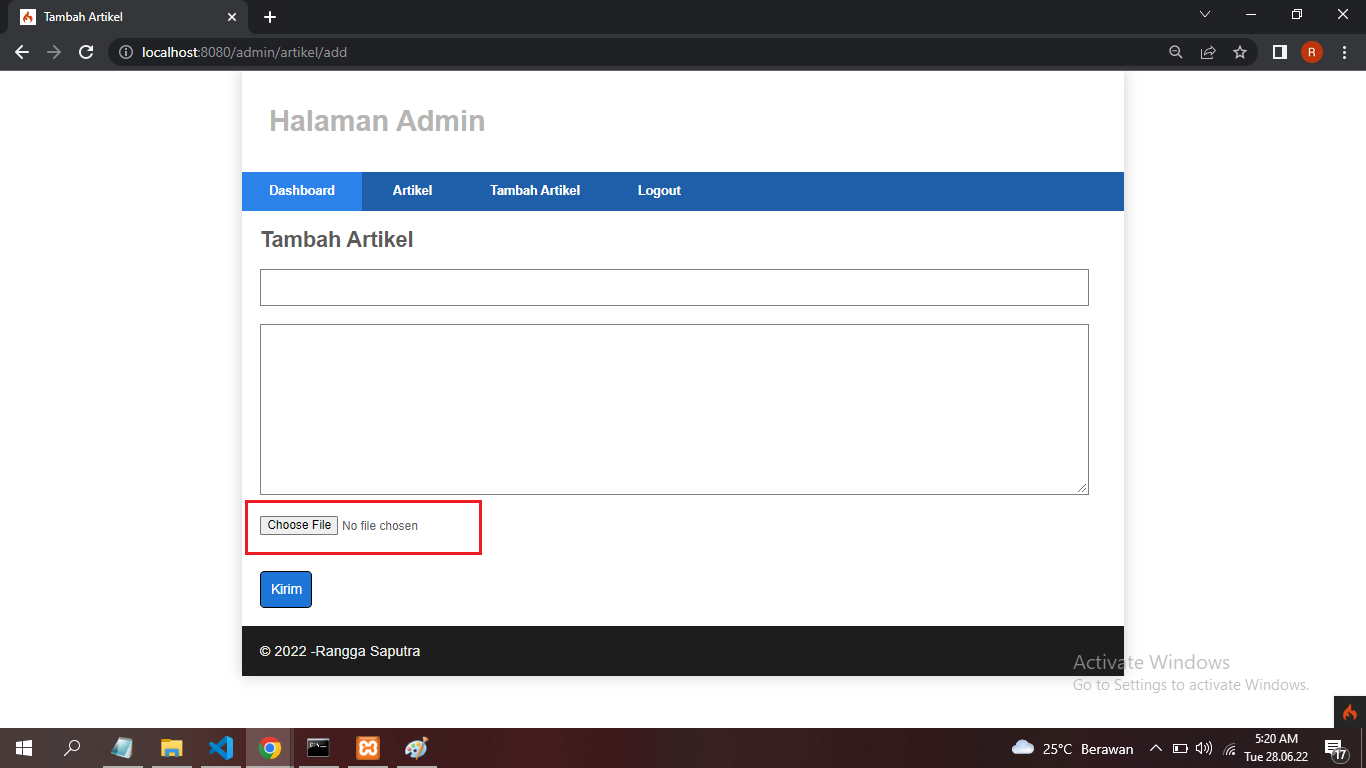 Tambah Artikel
localhost:8080/admin/artikel/add
R
Halaman Admin
Dashboard Artikel Tambah Artikel Logout
Tambah Artikel
Choose File No file chosen
Kirim
© 2022 -Rangga Saputra
Activate Windows
Go to Settings to activate Windows.
25°C Berawan
5:20 AM
Tue 28.06.22
17